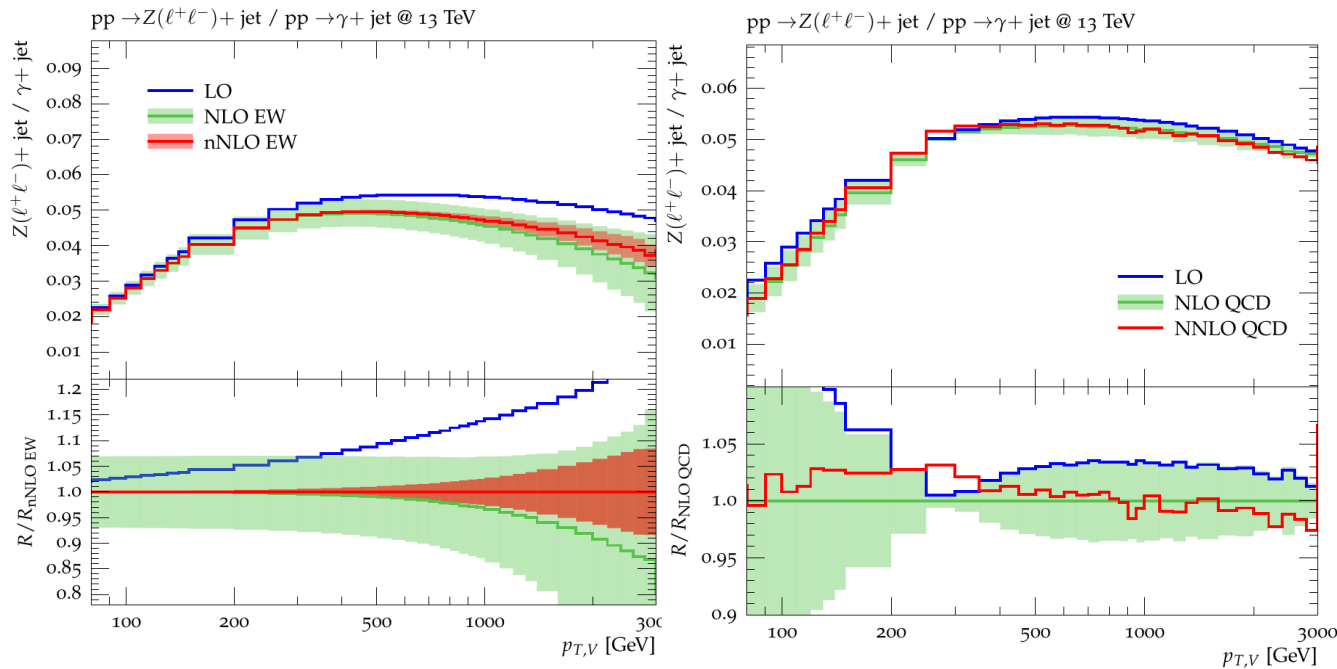 pp →Z(ℓ⁺ℓ⁻)+ jet / pp →γ+ jet @ 13 TeV
Z(ℓ⁺ℓ⁻)+ jet / γ+ jet
0.09
0.08
0.07
0.06
0.05
0.04
0.03
0.02
0.01
LO
NLO EW
nNLO EW
R/R_nNLO EW
1.2
1.15
1.1
1.05
1.0
0.95
0.9
0.85
0.8
100
200
500
1000
300
p_T,V [GeV]
pp →Z(ℓ⁺ℓ⁻)+ jet / pp →γ+ jet @ 13 TeV
Z(ℓ⁺ℓ⁻)+ jet / γ+ jet
0.06
0.05
0.04
0.03
0.02
0.01
LO
NLO QCD
NNLO QCD
R/R_NLO QCD
1.05
1.0
0.95
0.9
100
200
500
1000
3000
p_T,V [GeV]